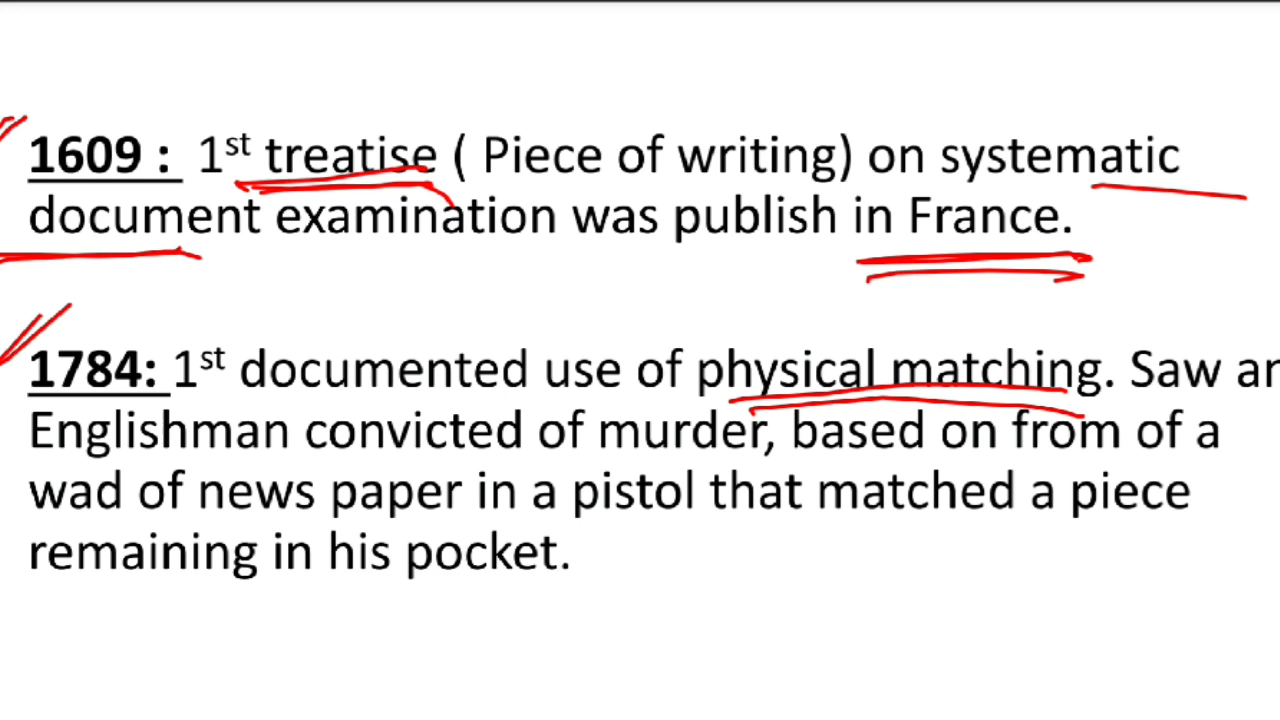 1609 : 1st treatise ( Piece of writing) on systematic
document examination was publish in France.
1784: 1st documented use of physical matching. Saw an
Englishman convicted of murder, based on from of a
wad of news paper in a pistol that matched a piece
remaining in his pocket.